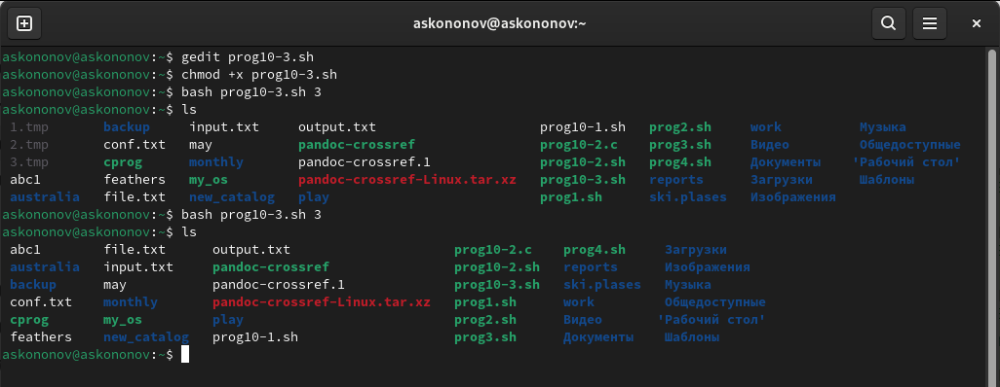 askononov@askononov:~
askononov@askononov:~$ gedit prog10-3.sh
askononov@askononov:~$ chmod +x prog10-3.sh
askononov@askononov:~$ bash prog10-3.sh 3
askononov@askononov:~$ ls
1.tmp backup input.txt output.txt prog10-1.sh prog2.sh work Музыка
2.tmp conf.txt may pandoc-crossref prog10-2.c prog3.sh Видео Общедоступные
3.tmp cprog monthly pandoc-crossref.1 prog10-2.sh prog4.sh Документы 'Рабочий стол'
abc1 feathers my_os pandoc-crossref-Linux.tar.xz prog10-3.sh reports Загрузки Шаблоны
australia file.txt new_catalog play prog1.sh ski.plases Изображения
askononov@askononov:~$ bash prog10-3.sh 3
askononov@askononov:~$ ls
abc1 file.txt output.txt prog10-2.c prog4.sh Загрузки
australia input.txt pandoc-crossref prog10-2.sh reports Изображения
backup may pandoc-crossref.1 prog10-3.sh ski.plases Музыка
conf.txt monthly pandoc-crossref-Linux.tar.xz prog1.sh work Общедоступные
cprog my_os play prog2.sh Видео 'Рабочий стол'
feathers new_catalog prog10-1.sh prog3.sh Документы Шаблоны
askononov@askononov:~$